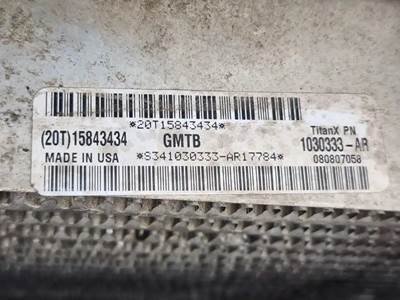 *20T15843434*
(20T)15843434 GMTB TitanX PN
1030333-AR
MADE IN USA *S341030333-AR17784* 080807058